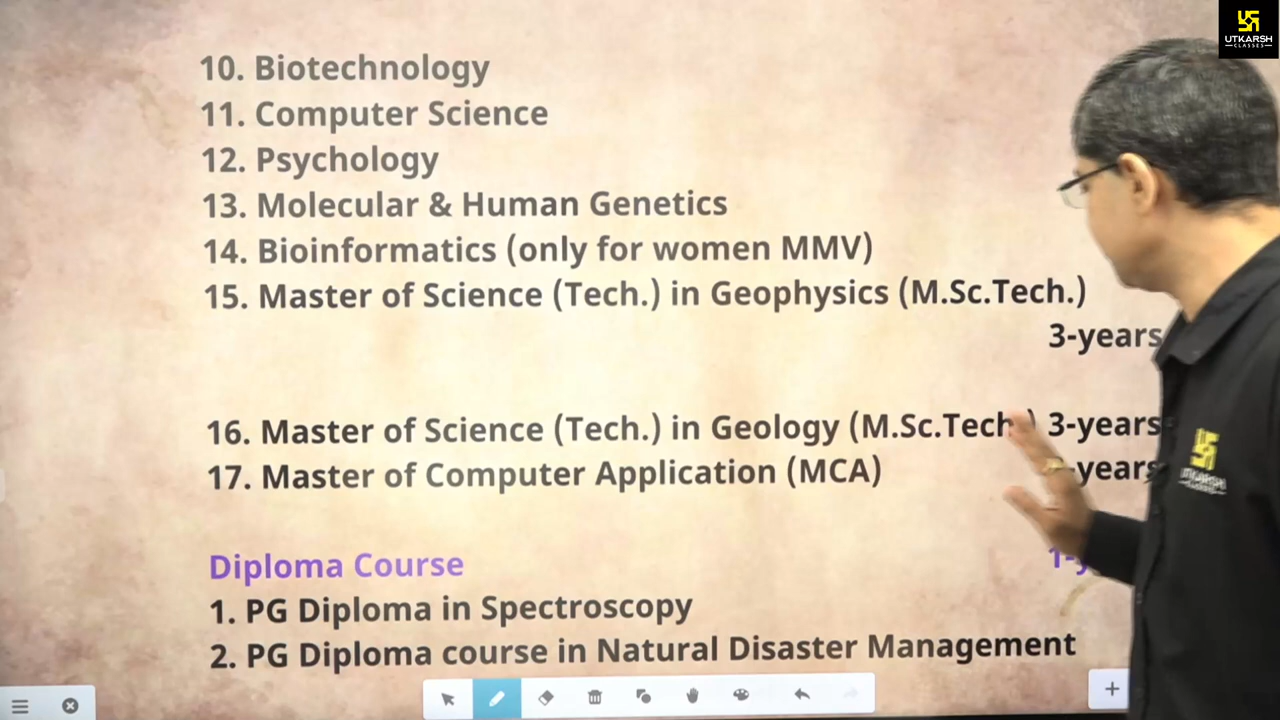 UTKARSH
CLASSES
10. Biotechnology
11. Computer Science
12. Psychology
13. Molecular & Human Genetics
14. Bioinformatics (only for women MMV)
15. Master of Science (Tech.) in Geophysics (M.Sc.Tech.)
3-years
16. Master of Science (Tech.) in Geology (M.Sc.Tech.) 3-years
17. Master of Computer Application (MCA) -years
Diploma Course
1. PG Diploma in Spectroscopy
2. PG Diploma course in Natural Disaster Management
UTKARSH